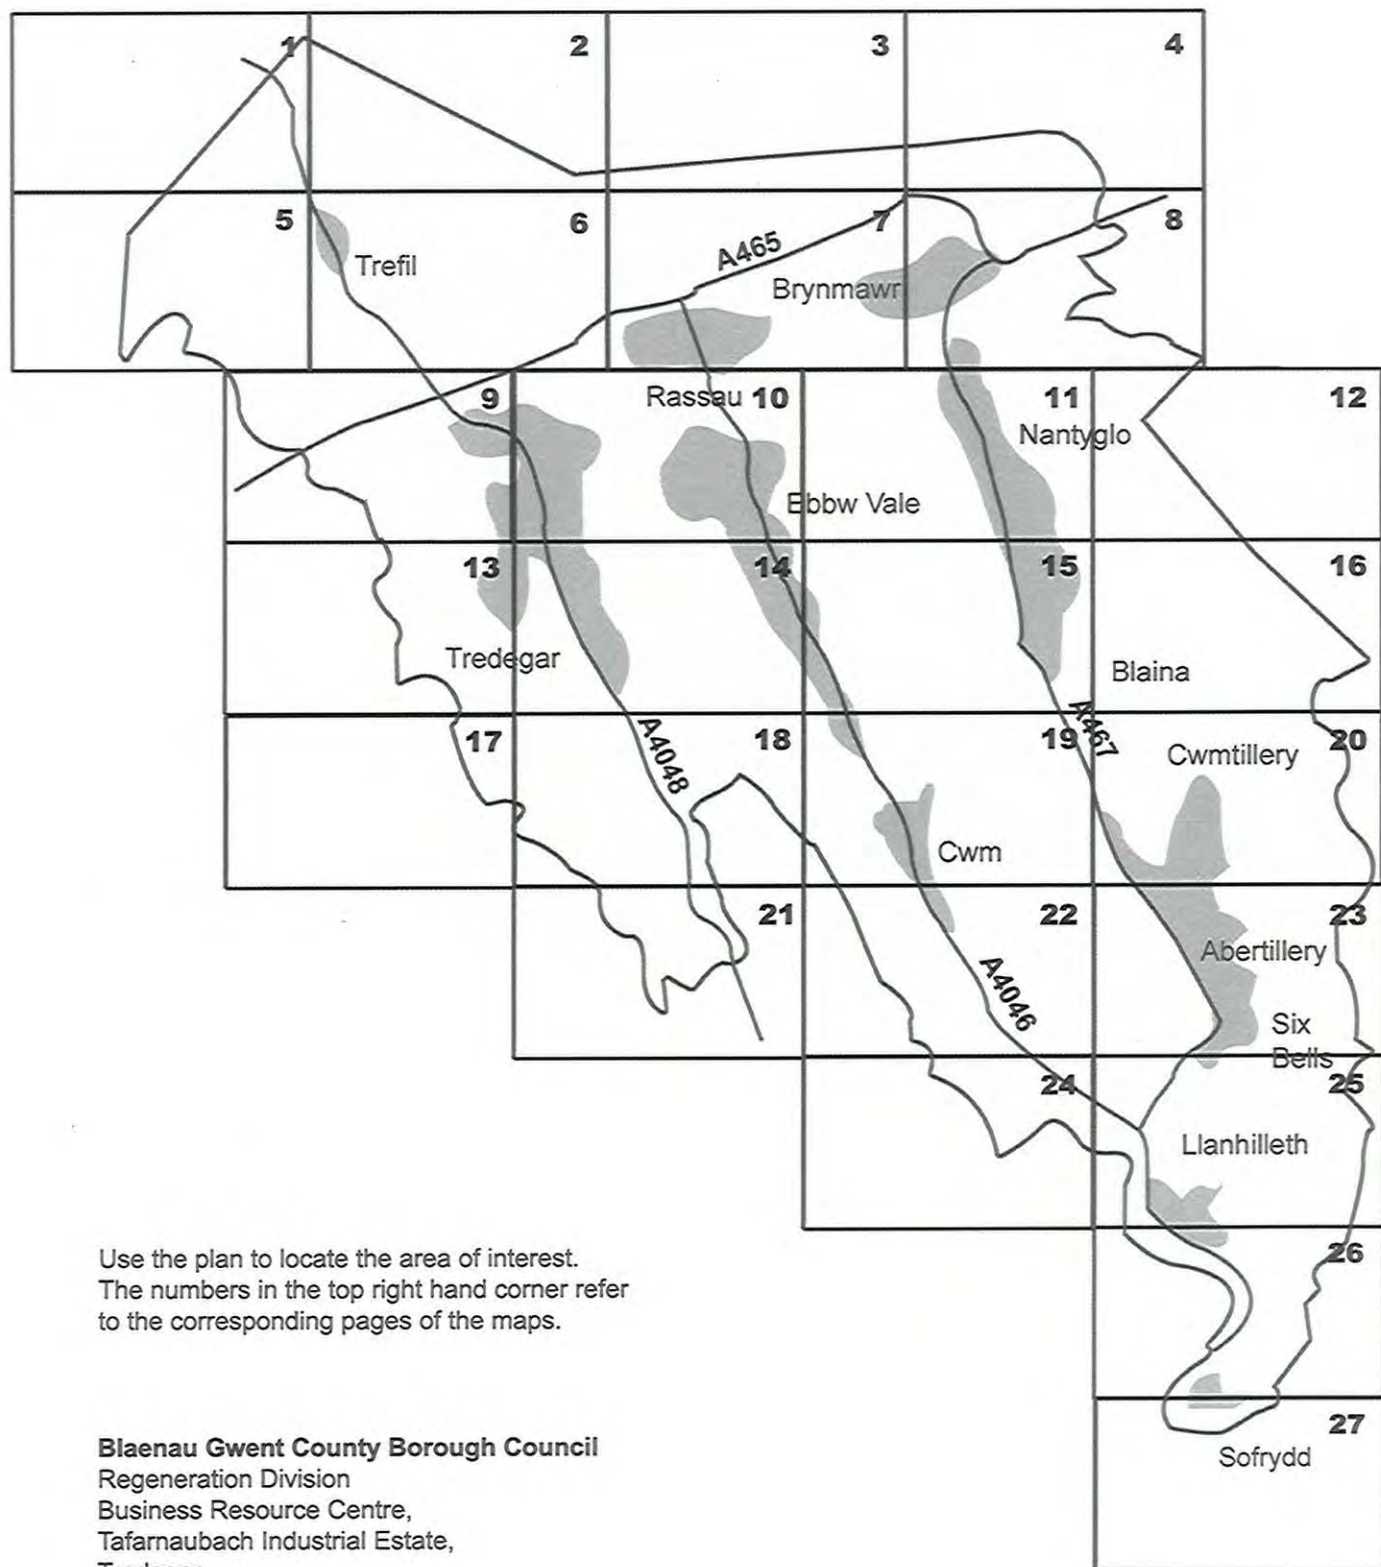 1
2
3
4
5
6
7
8
Trefil
A465
Brynmawr
9
Rassau
10
11
12
Nantyglo
Ebbw Vale
13
14
15
16
Tredegar
Blaina
17
A4048
18
19
A467
20
Cwmtillery
Cwm
21
22
23
Abertillery
A4046
Six
Bells
24
25
Llanhilleth
26
27
Sofrydd
Use the plan to locate the area of interest.
The numbers in the top right hand corner refer
to the corresponding pages of the maps.
Blaenau Gwent County Borough Council
Regeneration Division
Business Resource Centre,
Tafarnaubach Industrial Estate,